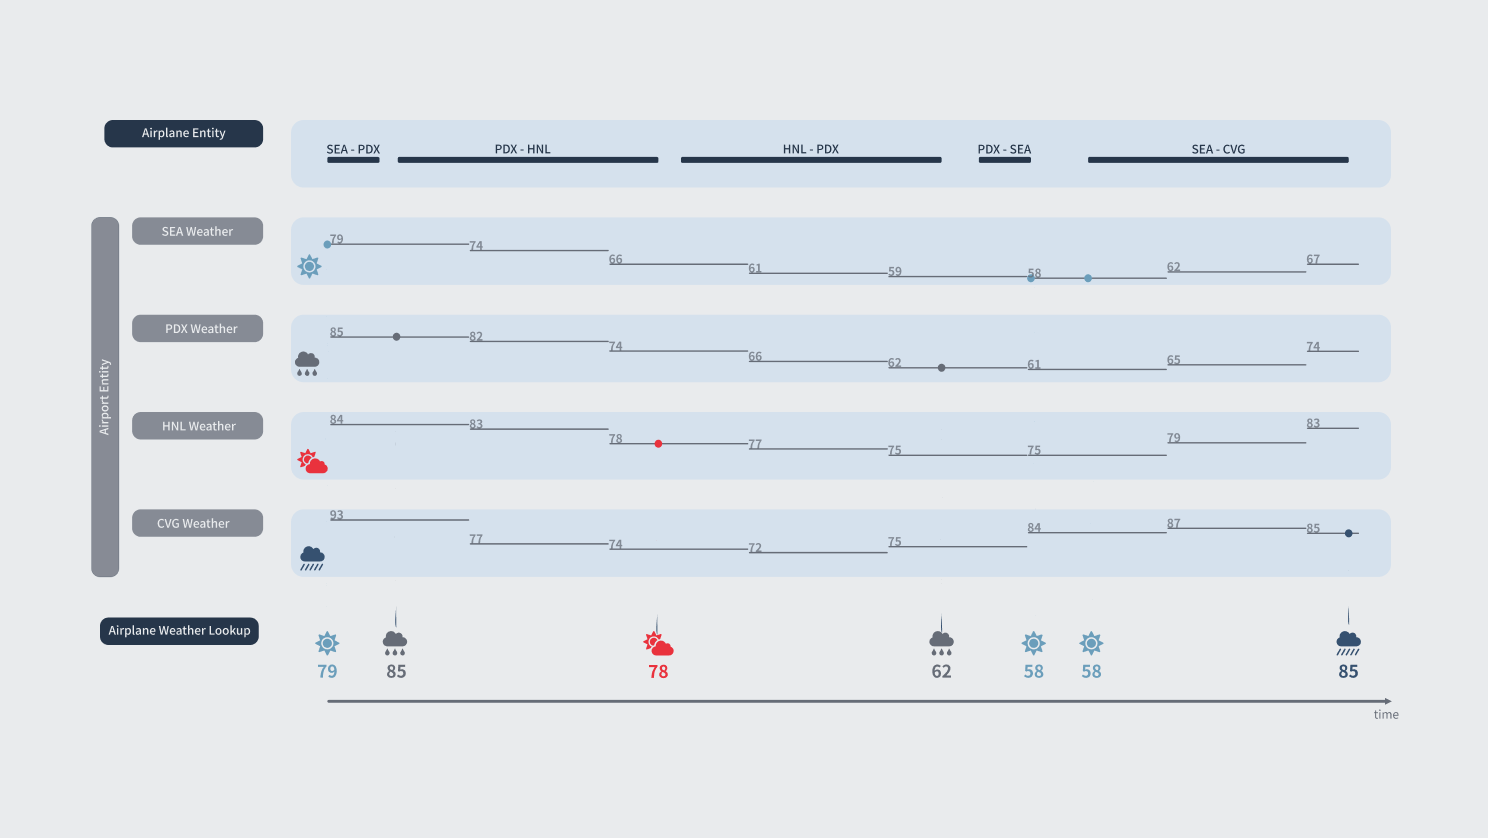 Airplane Entity
SEA - PDX PDX - HNL HNL - PDX PDX - SEA SEA - CVG
Airport Entity
SEA Weather
79 74 66 61 59 58 62 67
PDX Weather
85 82 74 66 62 61 65 74
HNL Weather
84 83 78 77 75 75 79 83
CVG Weather
93 77 74 72 75 84 87 85
Airplane Weather Lookup
79 85 78 62 58 58 85
time